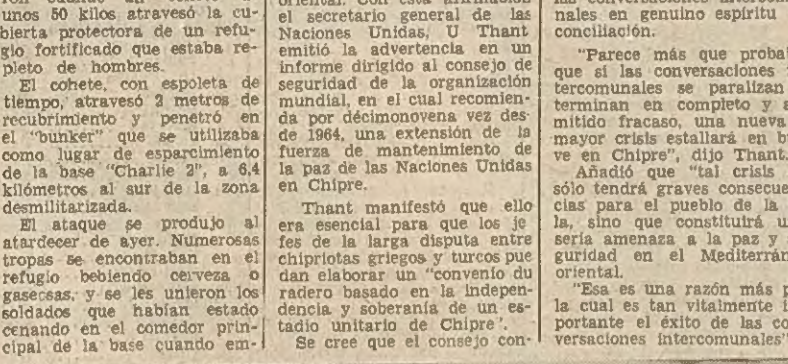 unos 50 kilos atravesó la cu-
bierta protectora de un refu-
gio fortificado que estaba re-
pleto de hombres.
El cohete, con espoleta de
tiempo, atravesó 2 metros de
recubrimiento y penetró en
el "bunker" que se utilizaba
como lugar de esparcimiento
de la base "Charlie 2", a 6,4
kilómetros al sur de la zona
desmilitarizada.
El ataque se produjo al
atardecer de ayer. Numerosas
tropas se encontraban en el
refugio bebiendo cerveza o
gaseosas, y se les unieron los
soldados que habían estado
cenando en el comedor prin-
cipal de la base cuando em-
el secretario general de las
Naciones Unidas, U Thant
emitió la advertencia en un
informe dirigido al consejo de
seguridad de la organización
mundial, en el cual recomien-
da por décimonovena vez des-
de 1964, una extensión de la
fuerza de mantenimiento de
la paz de las Naciones Unidas
en Chipre.
Thant manifestó que ello
era esencial para que los je
fes de la larga disputa entre
chipriotas griegos y turcos pue
dan elaborar un "convenio du
radero basado en la indepen-
dencia y soberanía de un es-
tadio unitario de Chipre".
Se cree que el consejo con-
nales en genuino espíritu
conciliación.
"Parece más que probab
que si las conversaciones
tercomunales se paralizan
terminan en completo y a
mitido fracaso, una nueva
mayor crisis estallará en b
ve en Chipre", dijo Thant.
Añadió que "tal crisis
sólo tendrá graves consecue
cias para el pueblo de la
la, sino que constituirá u
seria amenaza a la paz y
guridad en el Mediterrán
oriental.
"Esa es una razón más p
la cual es tan vitalmente i
portante el éxito de las co
versaciones intercomunales"